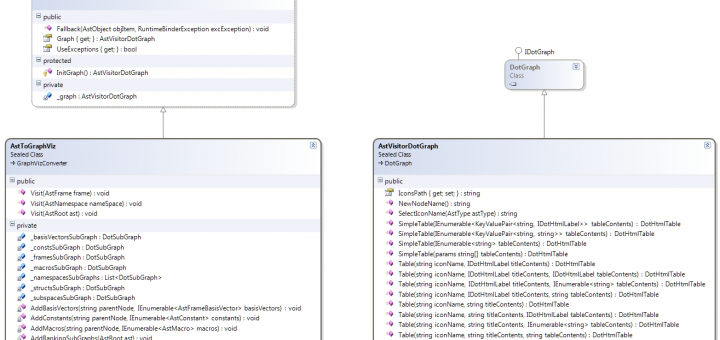 public
Fallback(AstObject objItem, RuntimeBinderException excException) : void
Graph { get; } : AstVisitorDotGraph
UseExceptions { get; } : bool
protected
InitGraph() : AstVisitorDotGraph
private
_graph : AstVisitorDotGraph
IDotGraph
DotGraph
Class
AstToGraphViz
Sealed Class
GraphVizConverter
public
Visit(AstFrame frame) : void
Visit(AstNamespace nameSpace) : void
Visit(AstRoot ast) : void
private
_basisVectorsSubGraph : DotSubGraph
_constsSubGraph : DotSubGraph
_framesSubGraph : DotSubGraph
_macrosSubGraph : DotSubGraph
_namespacesSubGraphs : List<DotSubGraph>
_structsSubGraph : DotSubGraph
_subspacesSubGraph : DotSubGraph
AddBasisVectors(string parentNode, IEnumerable<AstFrameBasisVector> basisVectors) : void
AddConstants(string parentNode, IEnumerable<AstConstant> constants) : void
AddMacros(string parentNode, IEnumerable<AstMacro> macros) : void
AddRankingSubGraphs(AstRoot ast) : void
AstVisitorDotGraph
Sealed Class
DotGraph
public
IconsPath { get; set; } : string
NewNodeName() : string
SelectIconName(AstType astType) : string
SimpleTable(IEnumerable<KeyValuePair<string, IDotHtmlLabel>> tableContents) : DotHtmlTable
SimpleTable(IEnumerable<KeyValuePair<string, string>> tableContents) : DotHtmlTable
SimpleTable(IEnumerable<string> tableContents) : DotHtmlTable
SimpleTable(params string[] tableContents) : DotHtmlTable
Table(string iconName, IDotHtmlLabel titleContents) : DotHtmlTable
Table(string iconName, IDotHtmlLabel titleContents, IDotHtmlLabel tableContents) : DotHtmlTable
Table(string iconName, IDotHtmlLabel titleContents, IEnumerable<string> tableContents) : DotHtmlTable
Table(string iconName, IDotHtmlLabel titleContents, string tableContents) : DotHtmlTable
Table(string iconName, string titleContents) : DotHtmlTable
Table(string iconName, string titleContents, IDotHtmlLabel tableContents) : DotHtmlTable
Table(string iconName, string titleContents, IEnumerable<string> tableContents) : DotHtmlTable
Table(string iconName, string titleContents, string tableContents) : DotHtmlTable